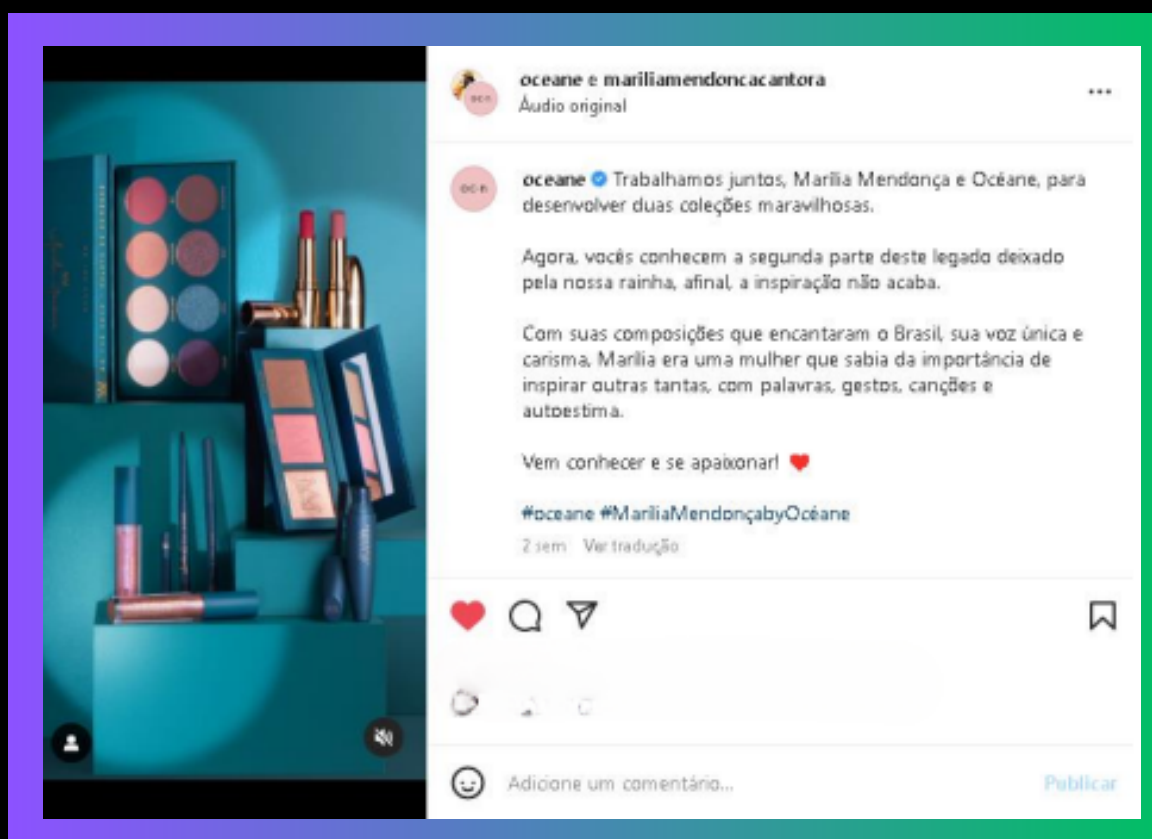 oceane e mariliamendoncacantora
Áudio original
oceane Trabalhamos juntos, Marília Mendonça e Océane, para
desenvolver duas coleções maravilhosas.
Agora, vocês conhecem a segunda parte deste legado deixado
pela nossa rainha, afinal, a inspiração não acaba.
Com suas composições que encantaram o Brasil, sua voz única e
carisma, Marília era uma mulher que sabia da importância de
inspirar outras tantas, com palavras, gestos, canções e
autoestima.
Vem conhecer e se apaixonar!
#oceane #MaríliaMendonçabyOcéane
2 sem Ver tradução
Adicione um comentário... Publicar